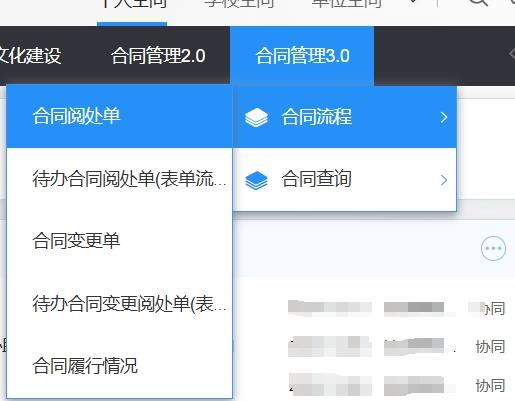 个人空间 学校空间 单位空间
文化建设 合同管理2.0 合同管理3.0
合同阅处单
合同流程
待办合同阅处单(表单流...
合同查询
合同变更单
待办合同变更阅处单(表...
协同
协同
合同履行情况
协同